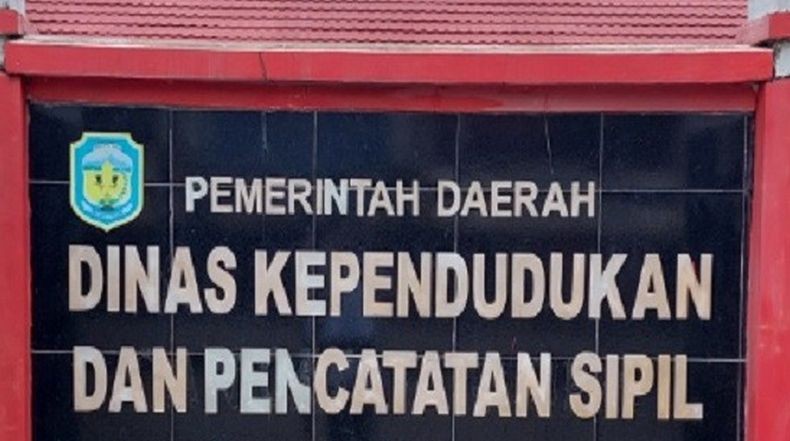 PEMERINTAH DAERAH
DINAS KEPENDUDUKAN
DAN PENCATATAN SIPIL